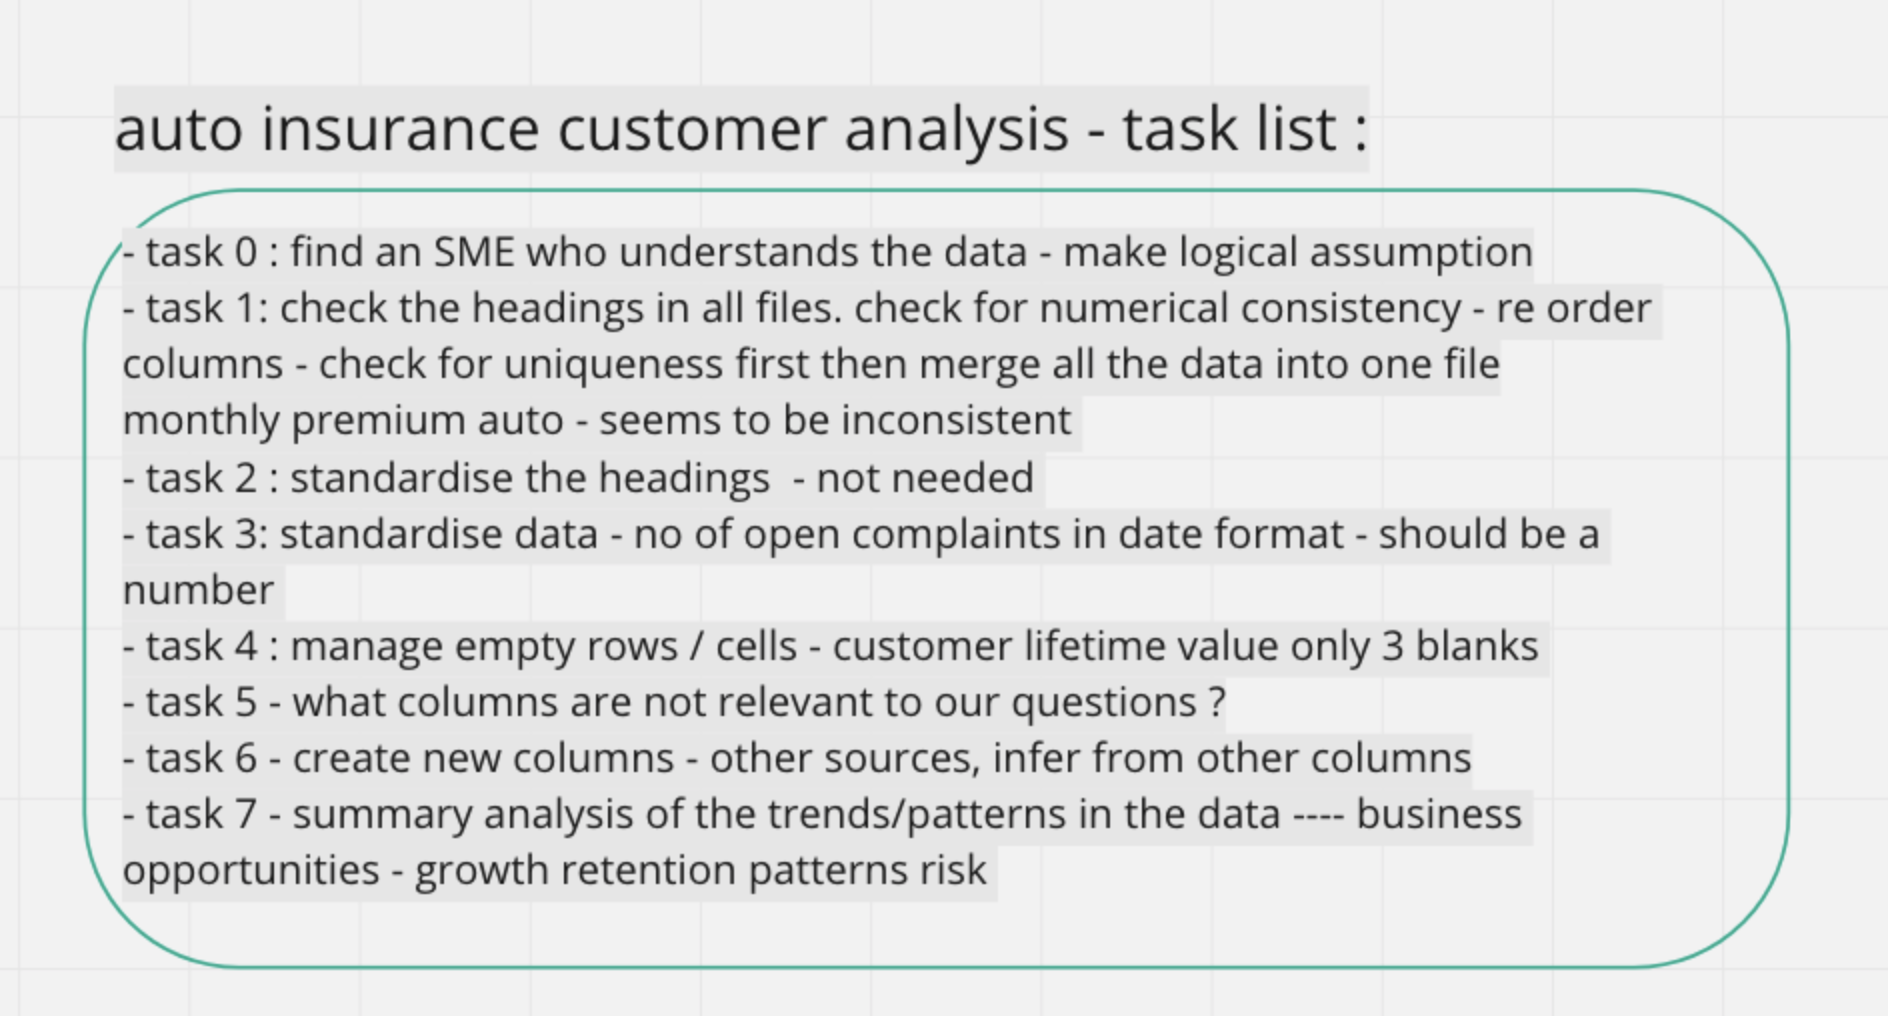 auto insurance customer analysis - task list :
- task 0 : find an SME who understands the data - make logical assumption
- task 1: check the headings in all files. check for numerical consistency - re order
columns - check for uniqueness first then merge all the data into one file
monthly premium auto - seems to be inconsistent
- task 2 : standardise the headings  - not needed
- task 3: standardise data - no of open complaints in date format - should be a
number
- task 4 : manage empty rows / cells - customer lifetime value only 3 blanks
- task 5 - what columns are not relevant to our questions ?
- task 6 - create new columns - other sources, infer from other columns
- task 7 - summary analysis of the trends/patterns in the data ---- business
opportunities - growth retention patterns risk